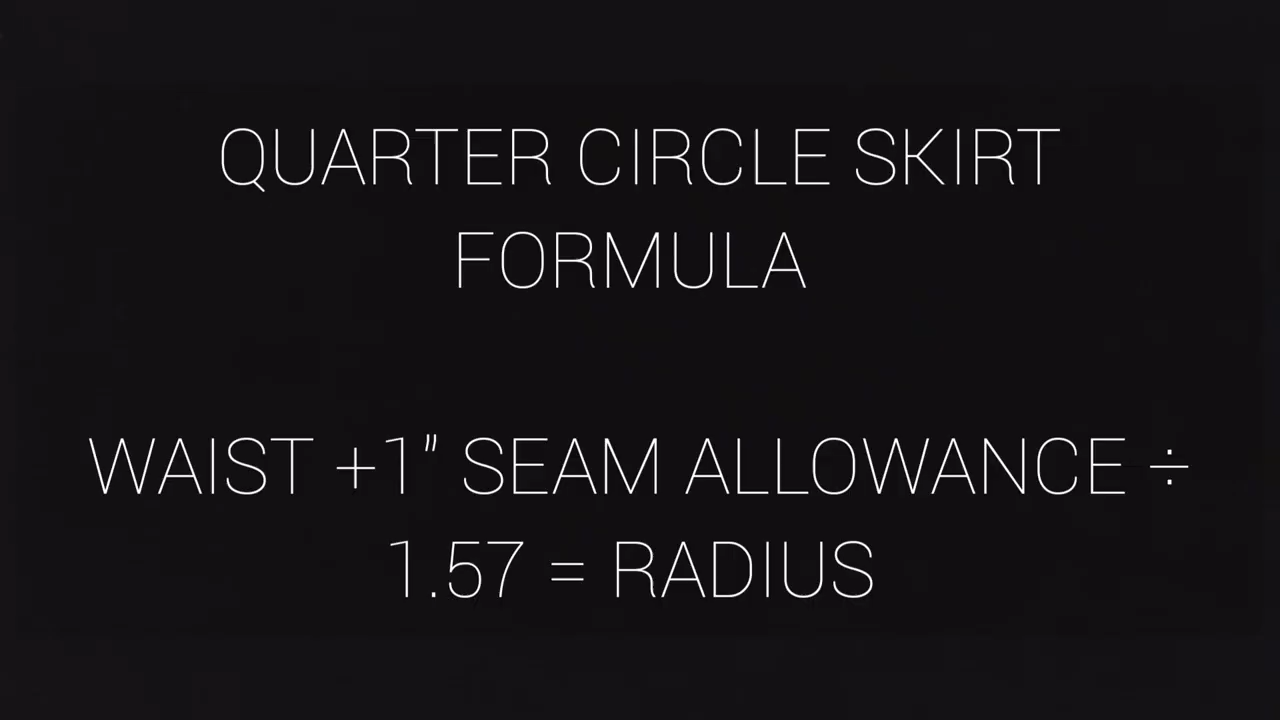 QUARTER CIRCLE SKIRT
FORMULA
WAIST +1" SEAM ALLOWANCE ÷
1.57 = RADIUS